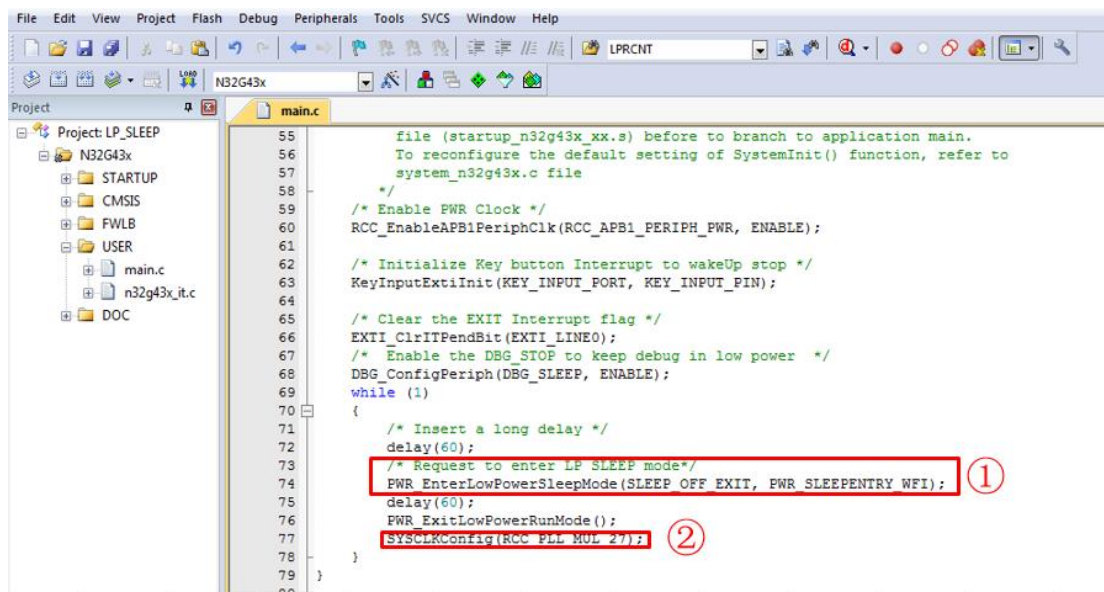 File Edit View Project Flash Debug Peripherals Tools SVCS Window Help
LPRCNT
LOAD N32G43x
Project
main.c
Project: LP_SLEEP
N32G43x
STARTUP
CMSIS
FWLB
USER
main.c
n32g43x_it.c
DOC
55 file (startup_n32g43x_xx.s) before to branch to application main.
56 To reconfigure the default setting of SystemInit() function, refer to
57 system_n32g43x.c file
58 */
59 /* Enable PWR Clock */
60 RCC_EnableAPB1PeriphClk(RCC_APB1_PERIPH_PWR, ENABLE);
61
62 /* Initialize Key button Interrupt to wakeUp stop */
63 KeyInputExtiInit(KEY_INPUT_PORT, KEY_INPUT_PIN);
64
65 /* Clear the EXIT Interrupt flag */
66 EXTI_ClrITPendBit(EXTI_LINE0);
67 /* Enable the DBG_STOP to keep debug in low power */
68 DBG_ConfigPeriph(DBG_SLEEP, ENABLE);
69 while (1)
70 {
71 /* Insert a long delay */
72 delay(60);
73 /* Request to enter LP SLEEP mode*/
74 PWR_EnterLowPowerSleepMode(SLEEP_OFF_EXIT, PWR_SLEEPENTRY_WFI); ①
75 delay(60);
76 PWR_ExitLowPowerRunMode();
77 SYSCLKConfig(RCC_PLL_MUL_27); ②
78 }
79 }